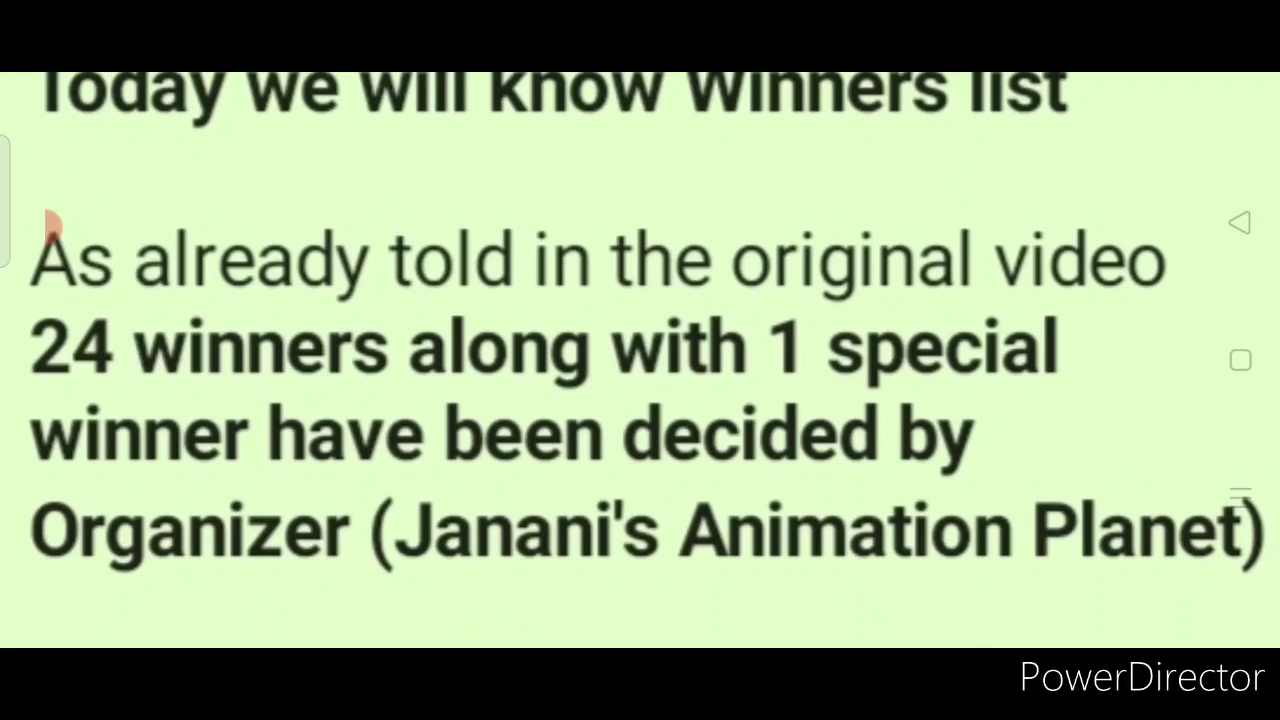 Today we will know Winners list
As already told in the original video
24 winners along with 1 special
winner have been decided by
Organizer (Janani's Animation Planet)
PowerDirector